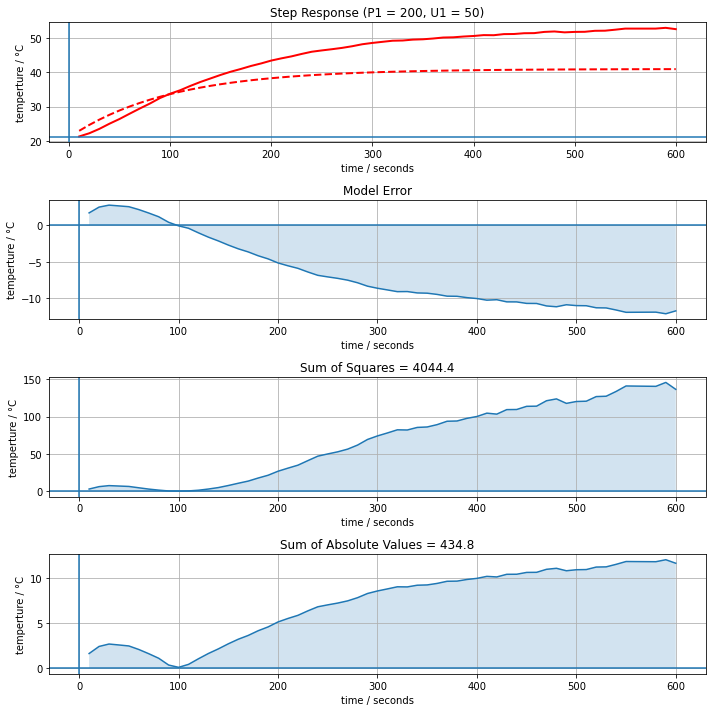 Step Response (P1 = 200, U1 = 50)
temperture / °C
50
40
30
20
0 100 200 300 400 500 600
time / seconds
Model Error
temperture / °C
0
−5
−10
0 100 200 300 400 500 600
time / seconds
Sum of Squares = 4044.4
temperture / °C
150
100
50
0
0 100 200 300 400 500 600
time / seconds
Sum of Absolute Values = 434.8
temperture / °C
10
5
0
0 100 200 300 400 500 600
time / seconds